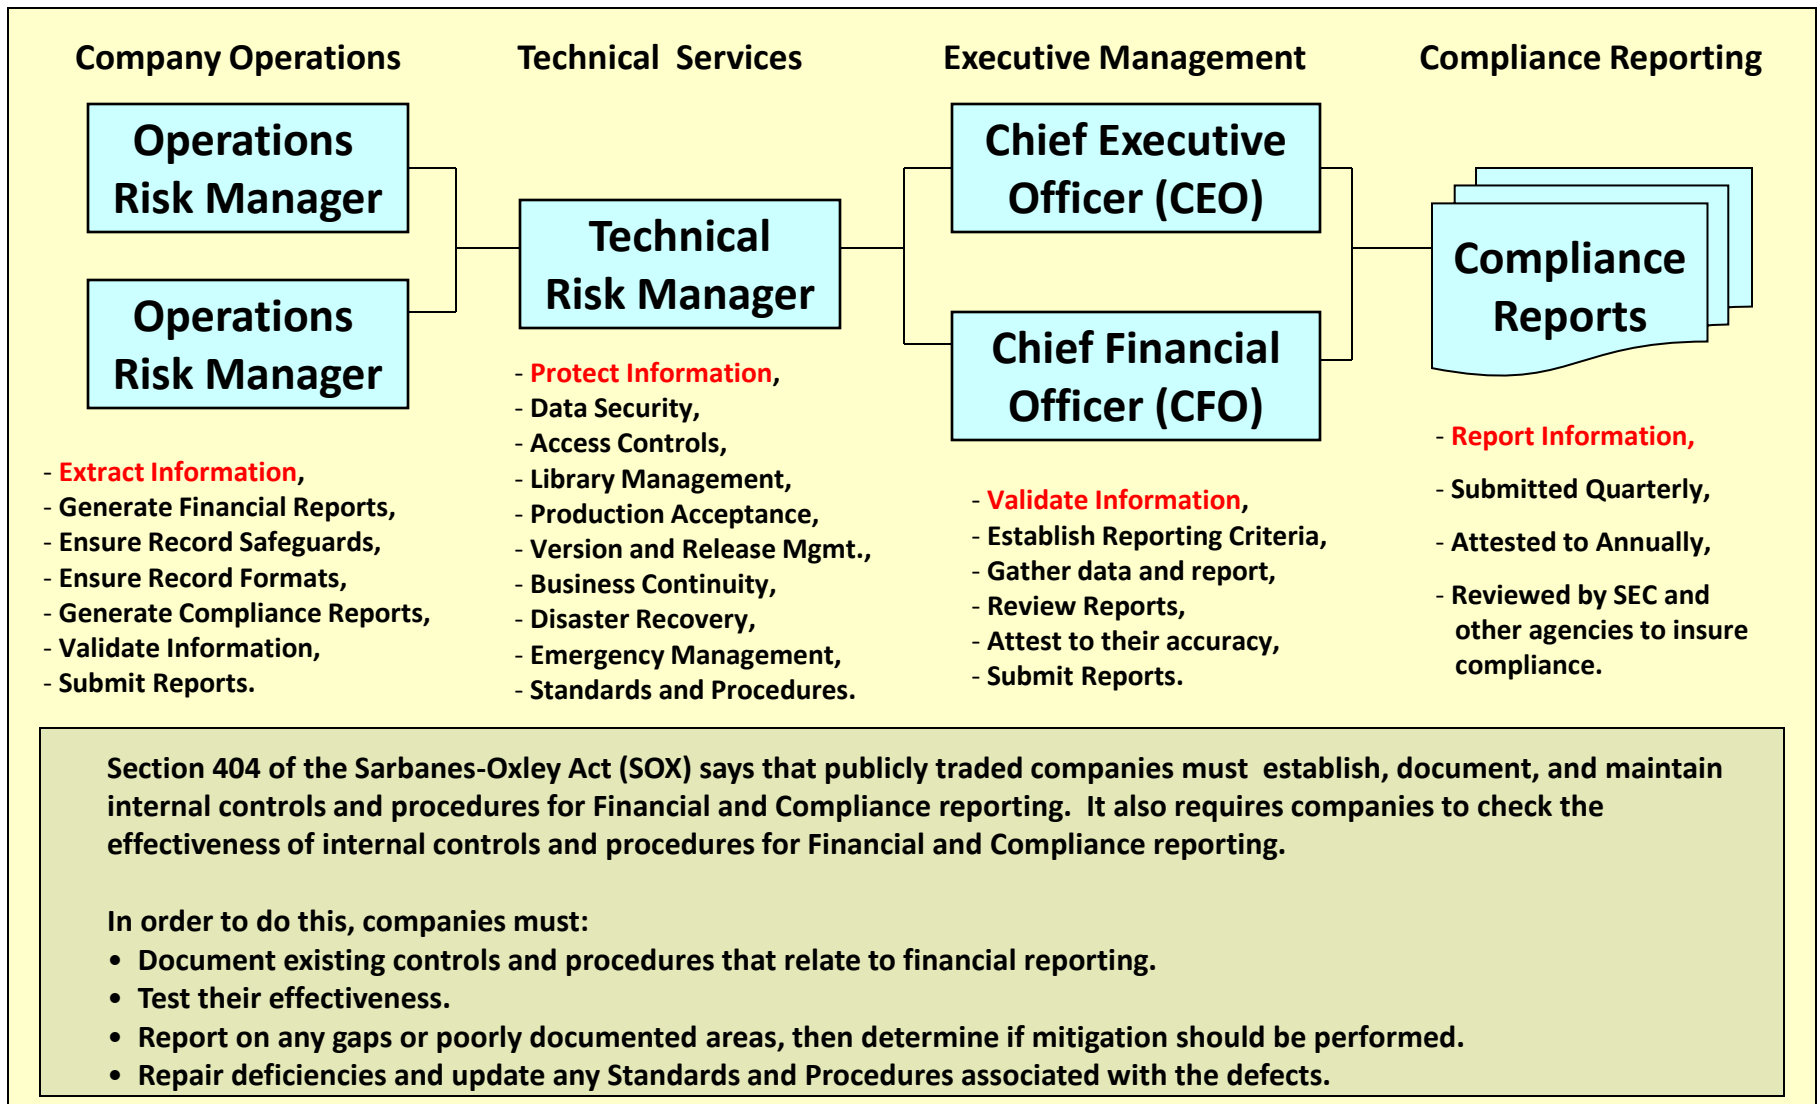 Company Operations
Technical Services
Executive Management
Compliance Reporting
Operations
Risk Manager
Operations
Risk Manager
Technical
Risk Manager
Chief Executive
Officer (CEO)
Chief Financial
Officer (CFO)
Compliance
Reports
- Extract Information,
- Generate Financial Reports,
- Ensure Record Safeguards,
- Ensure Record Formats,
- Generate Compliance Reports,
- Validate Information,
- Submit Reports.
- Protect Information,
- Data Security,
- Access Controls,
- Library Management,
- Production Acceptance,
- Version and Release Mgmt.,
- Business Continuity,
- Disaster Recovery,
- Emergency Management,
- Standards and Procedures.
- Validate Information,
- Establish Reporting Criteria,
- Gather data and report,
- Review Reports,
- Attest to their accuracy,
- Submit Reports.
- Report Information,
- Submitted Quarterly,
- Attested to Annually,
- Reviewed by SEC and
other agencies to insure
compliance.
Section 404 of the Sarbanes-Oxley Act (SOX) says that publicly traded companies must establish, document, and maintain
internal controls and procedures for Financial and Compliance reporting. It also requires companies to check the
effectiveness of internal controls and procedures for Financial and Compliance reporting.
In order to do this, companies must:
• Document existing controls and procedures that relate to financial reporting.
• Test their effectiveness.
• Report on any gaps or poorly documented areas, then determine if mitigation should be performed.
• Repair deficiencies and update any Standards and Procedures associated with the defects.